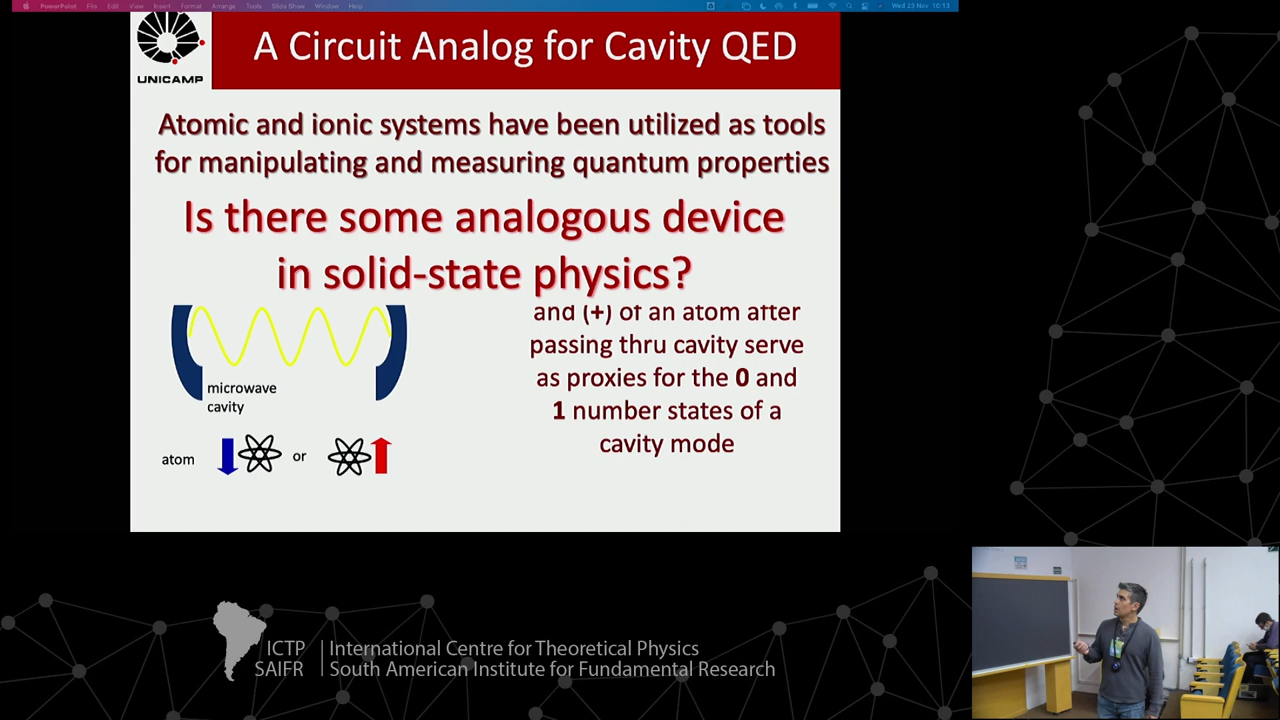 PowerPoint File Edit View Insert Format Arrange Tools Slide Show Window Help
Wed 23 Nov 10:13
UNICAMP
A Circuit Analog for Cavity QED
Atomic and ionic systems have been utilized as tools
for manipulating and measuring quantum properties
Is there some analogous device
in solid-state physics?
and (+) of an atom after
passing thru cavity serve
as proxies for the 0 and
1 number states of a
cavity mode
microwave
cavity
atom
or
ICTP
SAIFR
International Centre for Theoretical Physics
South American Institute for Fundamental Research